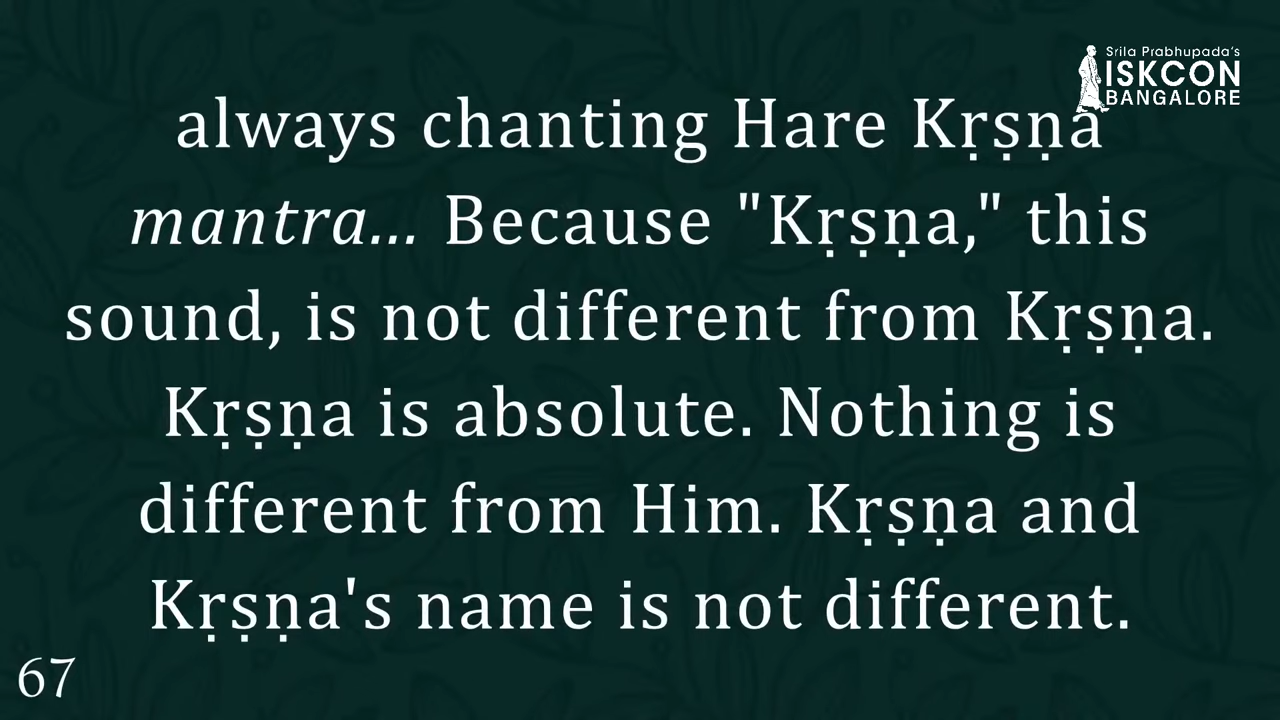 Srila Prabhupada's
ISKCON
BANGALORE
always chanting Hare Kṛṣṇa
mantra... Because "Kṛṣṇa," this
sound, is not different from Kṛṣṇa.
Kṛṣṇa is absolute. Nothing is
different from Him. Kṛṣṇa and
Kṛṣṇa's name is not different.
67